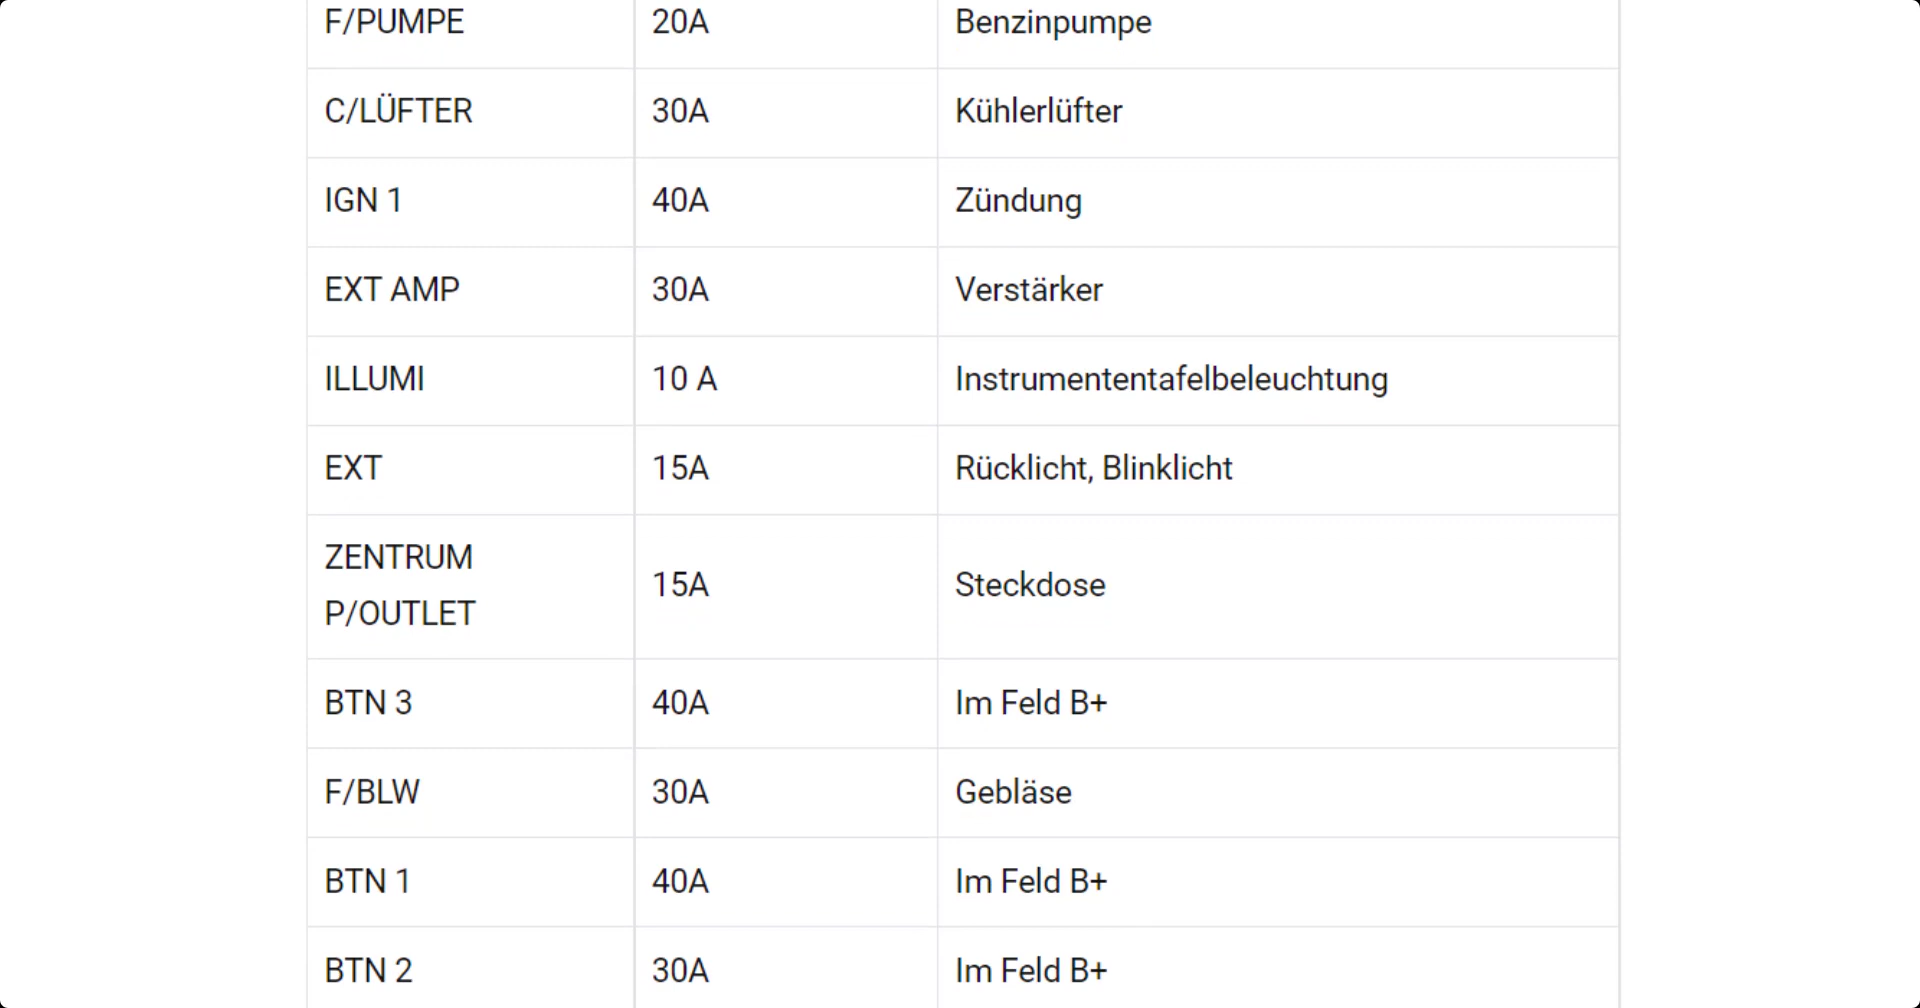 F/PUMPE 20A Benzinpumpe
C/LÜFTER 30A Kühlerlüfter
IGN 1 40A Zündung
EXT AMP 30A Verstärker
ILLUMI 10 A Instrumententafelbeleuchtung
EXT 15A Rücklicht, Blinklicht
ZENTRUM
P/OUTLET 15A Steckdose
BTN 3 40A Im Feld B+
F/BLW 30A Gebläse
BTN 1 40A Im Feld B+
BTN 2 30A Im Feld B+